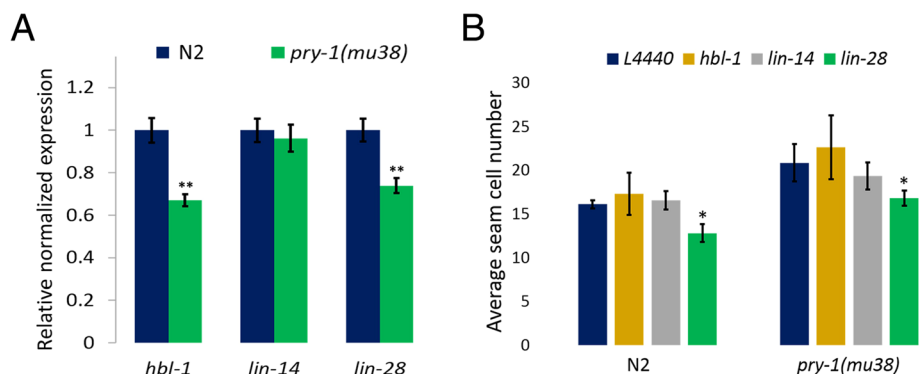 A
N2 pry-1(mu38)
Relative normalized expression
1.2
1
0.8
0.6
0.4
0.2
0
** **
hbl-1 lin-14 lin-28
B
L4440 hbl-1 lin-14 lin-28
Average seam cell number
30
25
20
15
10
5
0
* *
N2 pry-1(mu38)